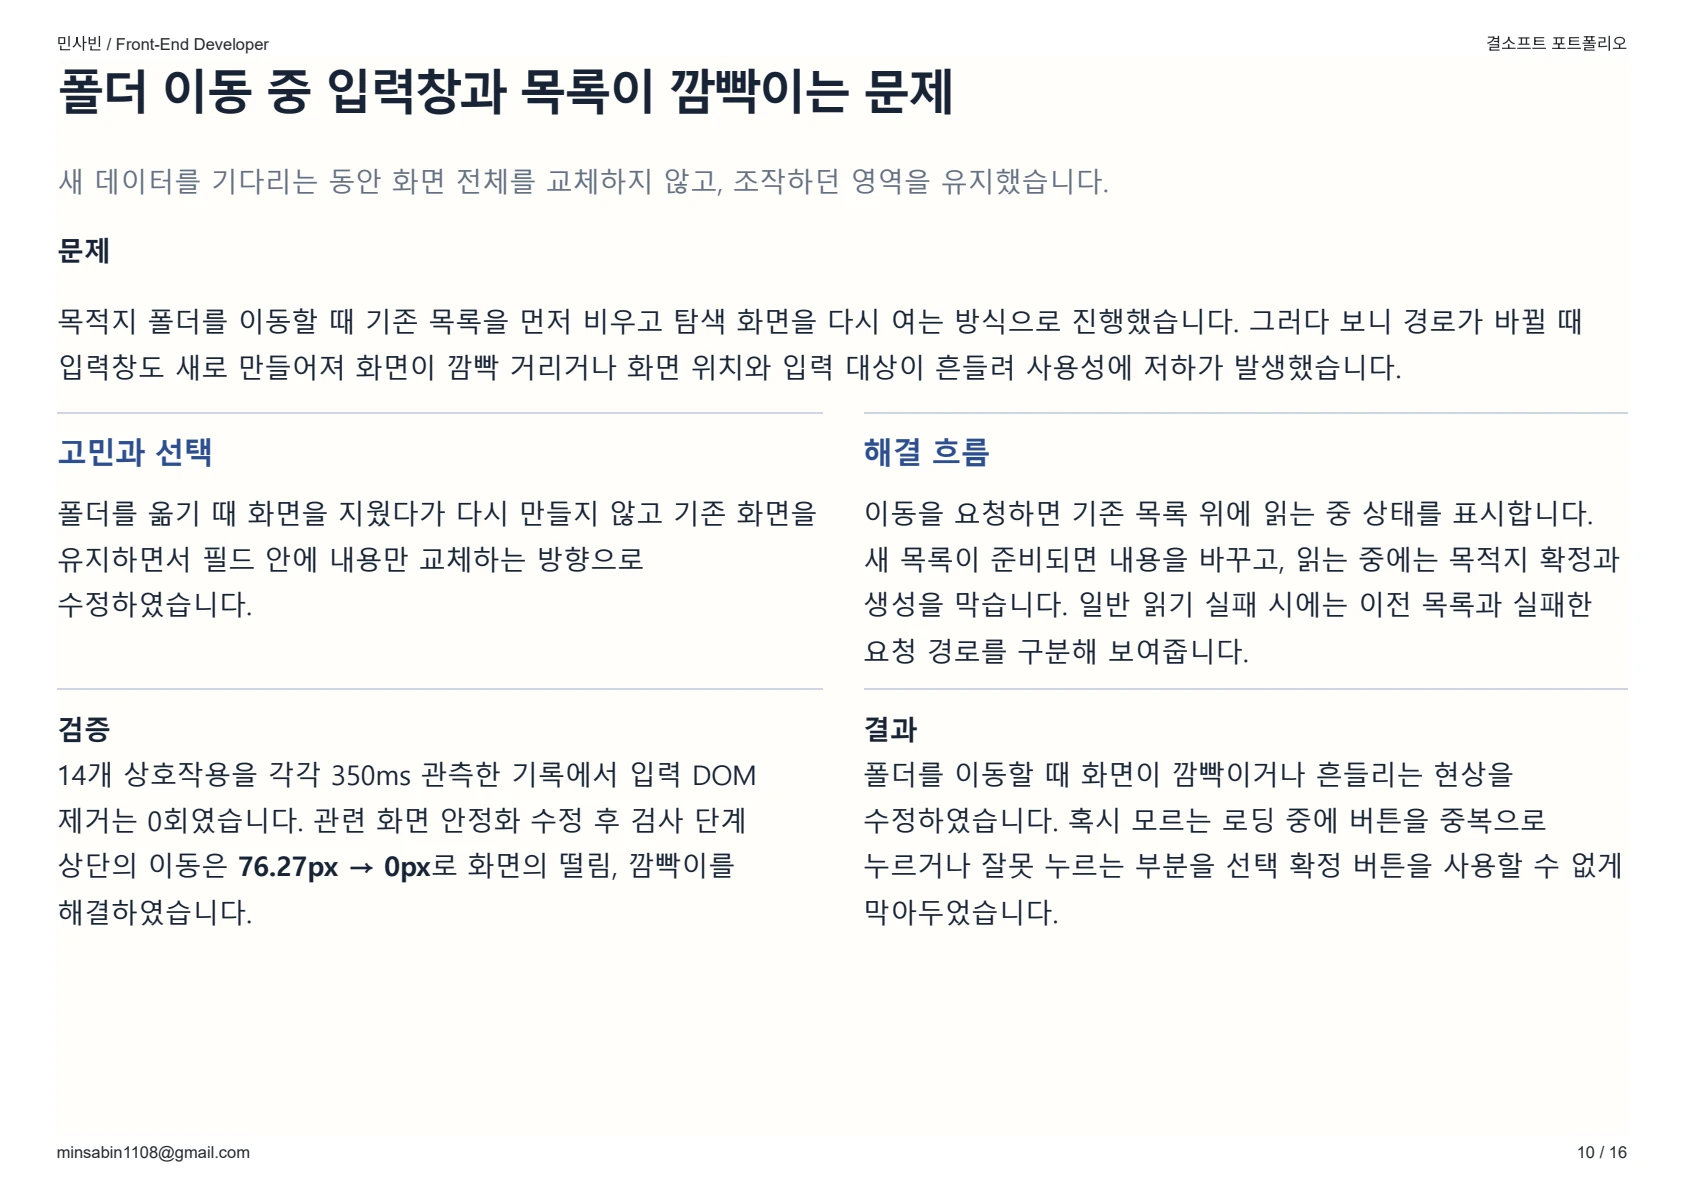 민사빈 / Front-End Developer
결소프트 포트폴리오
폴더 이동 중 입력창과 목록이 깜빡이는 문제
새 데이터를 기다리는 동안 화면 전체를 교체하지 않고, 조작하던 영역을 유지했습니다.
문제
목적지 폴더를 이동할 때 기존 목록을 먼저 비우고 탐색 화면을 다시 여는 방식으로 진행했습니다. 그러다 보니 경로가 바뀔 때
입력창도 새로 만들어져 화면이 깜빡 거리거나 화면 위치와 입력 대상이 흔들려 사용성에 저하가 발생했습니다.
고민과 선택
폴더를 옮기 때 화면을 지웠다가 다시 만들지 않고 기존 화면을
유지하면서 필드 안에 내용만 교체하는 방향으로
수정하였습니다.
해결 흐름
이동을 요청하면 기존 목록 위에 읽는 중 상태를 표시합니다.
새 목록이 준비되면 내용을 바꾸고, 읽는 중에는 목적지 확정과
생성을 막습니다. 일반 읽기 실패 시에는 이전 목록과 실패한
요청 경로를 구분해 보여줍니다.
검증
14개 상호작용을 각각 350ms 관측한 기록에서 입력 DOM
제거는 0회였습니다. 관련 화면 안정화 수정 후 검사 단계
상단의 이동은 76.27px → 0px로 화면의 떨림, 깜빡이를
해결하였습니다.
결과
폴더를 이동할 때 화면이 깜빡이거나 흔들리는 현상을
수정하였습니다. 혹시 모르는 로딩 중에 버튼을 중복으로
누르거나 잘못 누르는 부분을 선택 확정 버튼을 사용할 수 없게
막아두었습니다.
minsabin1108@gmail.com
10 / 16